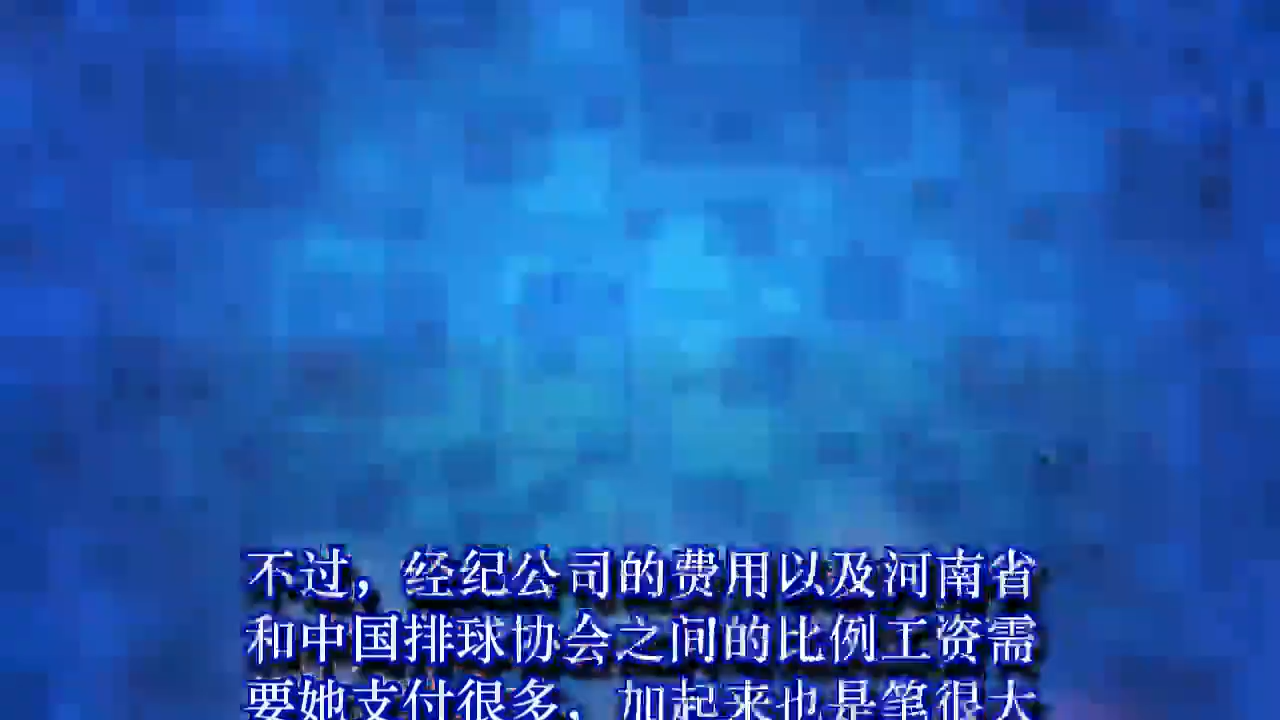 不过，经纪公司的费用以及河南省
和中国排球协会之间的比例工资需
要她支付很多，加起来也是笔很大